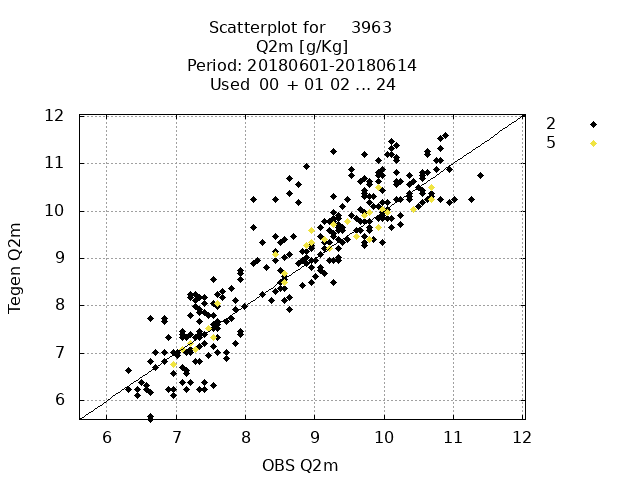 Scatterplot for 3963
Q2m [g/Kg]
Period: 20180601-20180614
Used 00 + 01 02 ... 24
2
5
12
11
10
9
8
7
6
Tegen Q2m
6 7 8 9 10 11 12
OBS Q2m